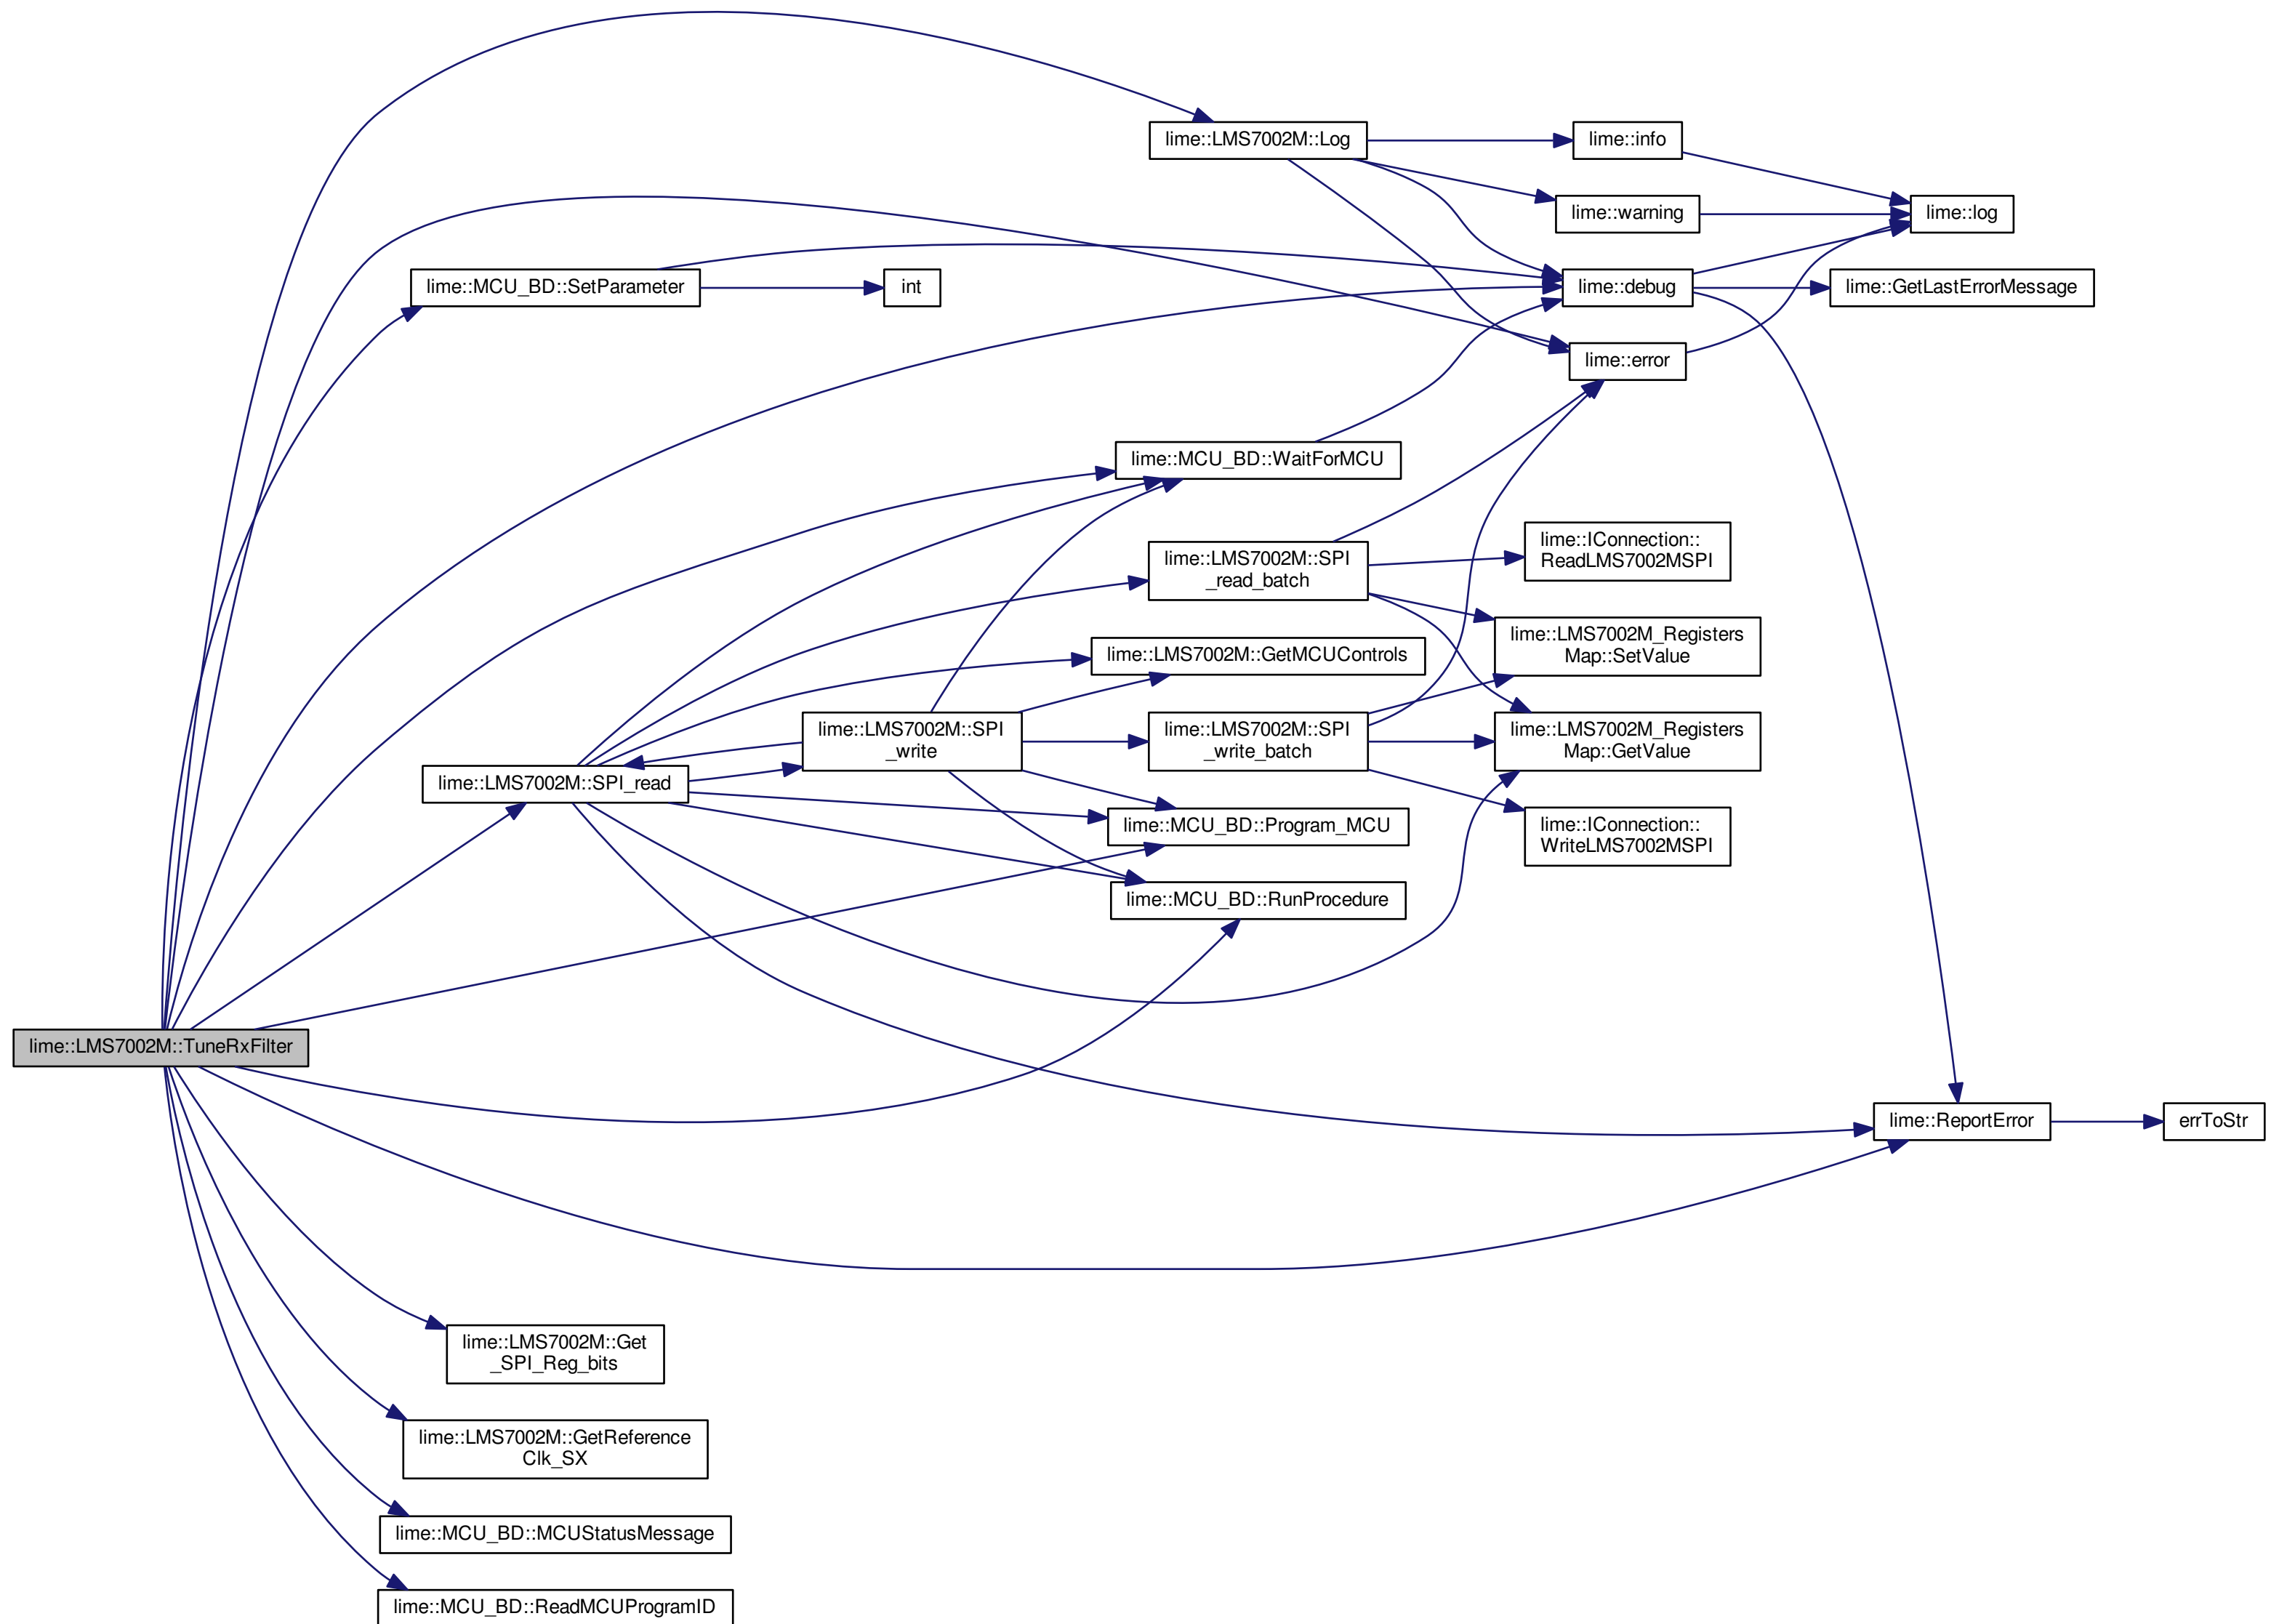 lime::LMS7002M::Log
lime::info
lime::warning
lime::log
lime::MCU_BD::SetParameter
int
lime::debug
lime::GetLastErrorMessage
lime::error
lime::MCU_BD::WaitForMCU
lime::LMS7002M::SPI
_read_batch
lime::IConnection::
ReadLMS7002MSPI
lime::LMS7002M_Registers
Map::SetValue
lime::LMS7002M::GetMCUControls
lime::LMS7002M::SPI
_write
lime::LMS7002M::SPI
_write_batch
lime::LMS7002M_Registers
Map::GetValue
lime::LMS7002M::SPI_read
lime::MCU_BD::Program_MCU
lime::IConnection::
WriteLMS7002MSPI
lime::MCU_BD::RunProcedure
lime::LMS7002M::TuneRxFilter
lime::ReportError
errToStr
lime::LMS7002M::Get
_SPI_Reg_bits
lime::LMS7002M::GetReference
Clk_SX
lime::MCU_BD::MCUStatusMessage
lime::MCU_BD::ReadMCUProgramID